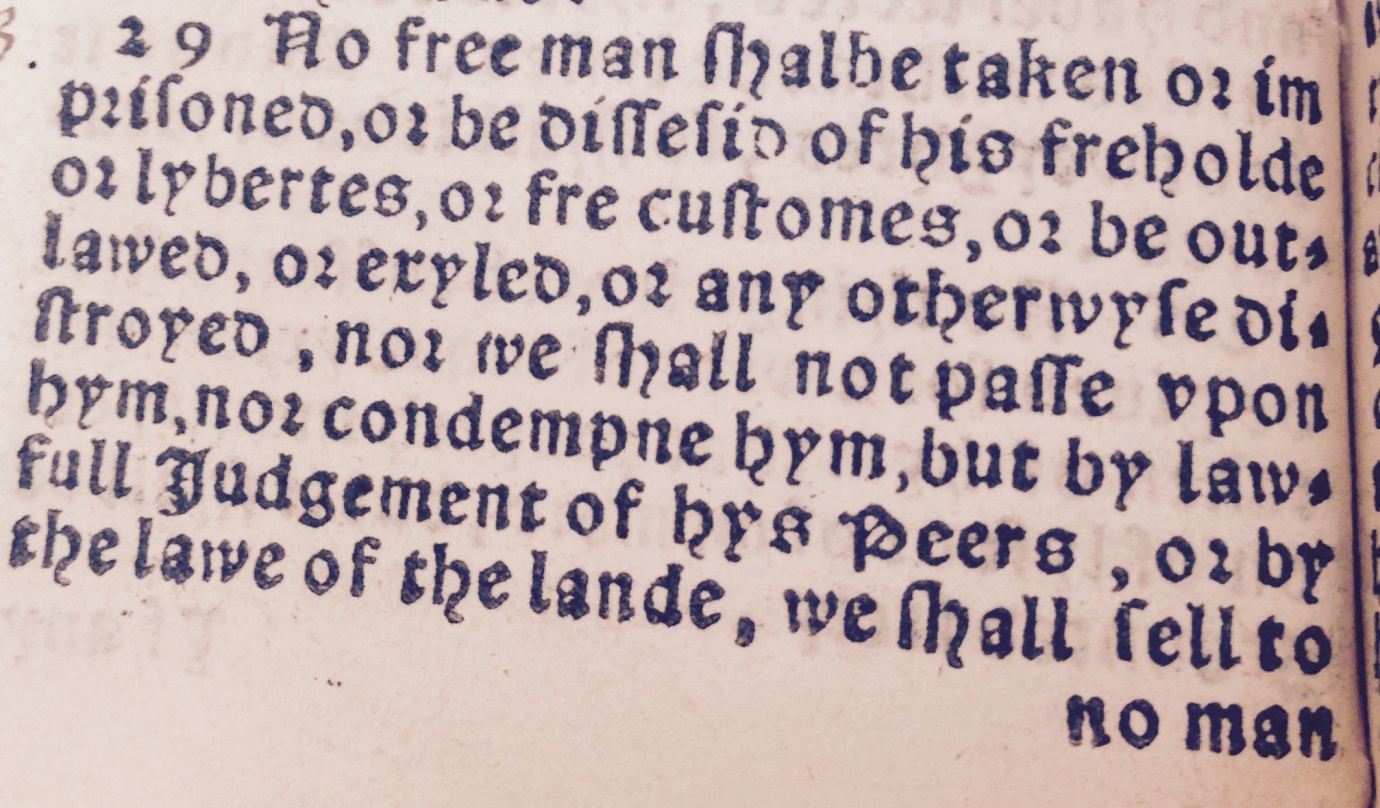 29 No free man ſhalbe taken or im
priſoned, or be diſſeſid of his freholde
or lybertes, or fre cuſtomes, or be out-
lawed, or exyled, or any otherwyſe di-
ſtroyed, nor we ſhall not paſſe vpon
hym, nor condempne hym, but by law-
full Judgement of hys Peers, or by
the lawe of the lande, we ſhall ſell to
no man